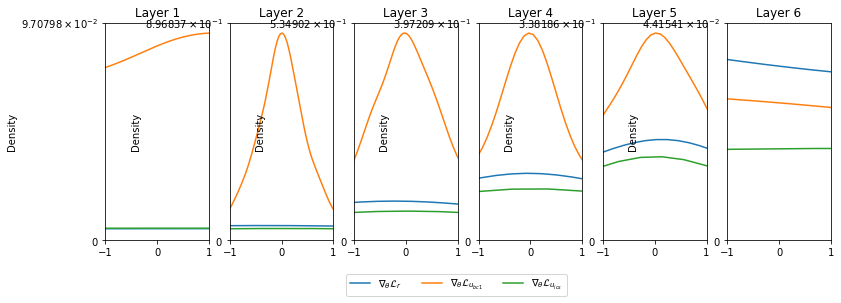 Layer 1
Layer 2
Layer 3
Layer 4
Layer 5
Layer 6
9.70798 × 10⁻²
8.96837 × 10⁻¹
5.34902 × 10⁻¹
3.97209 × 10⁻¹
3.38186 × 10⁻¹
4.41541 × 10⁻²
Density
Density
Density
Density
Density
Density
0
0
0
0
0
0
−1 0 1
−1 0 1
−1 0 1
−1 0 1
−1 0 1
−1 0 1
∇θℒr ∇θℒu_bc1 ∇θℒu_ics